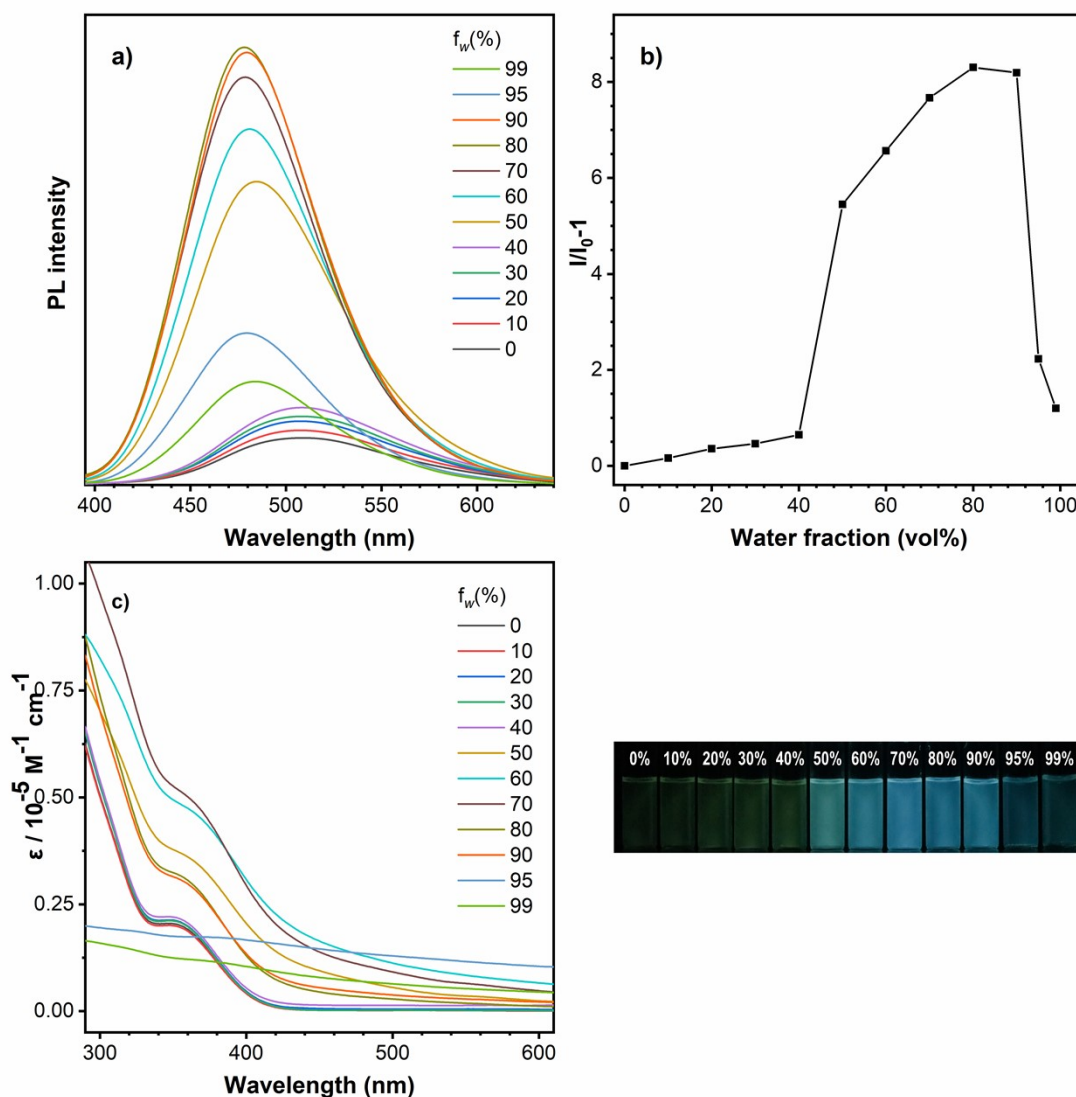 a)
f_w(%)
99
95
90
80
70
60
50
40
30
20
10
0
PL intensity
400 450 500 550 600
Wavelength (nm)
b)
8
6
4
2
0
I/I₀-1
0 20 40 60 80 100
Water fraction (vol%)
c)
f_w(%)
0
10
20
30
40
50
60
70
80
90
95
99
1.00
0.75
0.50
0.25
0.00
ε / 10⁻⁵ M⁻¹ cm⁻¹
300 400 500 600
Wavelength (nm)
0% 10% 20% 30% 40% 50% 60% 70% 80% 90% 95% 99%